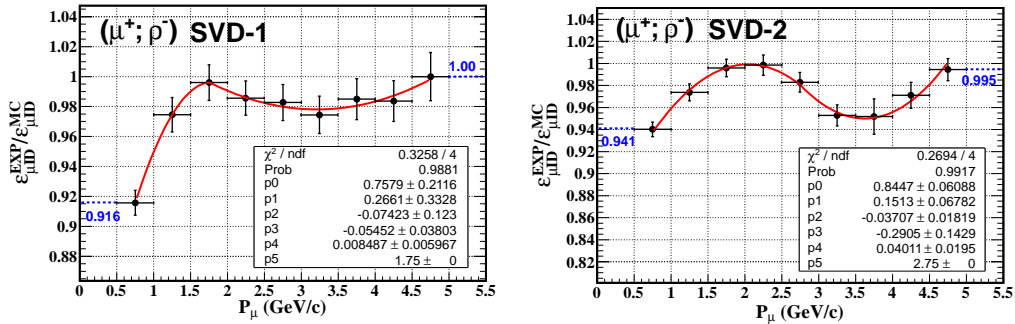 (μ⁺; ρ⁻) SVD-1
1.04
1.02
1
0.98
0.96
0.94
0.92
0.9
0.88
ε^EXP_μID/ε^MC_μID
1.00
0.916
χ² / ndf 0.3258 / 4
Prob 0.9881
p0 0.7579 ± 0.2116
p1 0.2661 ± 0.3328
p2 -0.07423 ± 0.123
p3 -0.05452 ± 0.03803
p4 0.008487 ± 0.005967
p5 1.75 ± 0
0 0.5 1 1.5 2 2.5 3 3.5 4 4.5 5 5.5
P_μ (GeV/c)
(μ⁺; ρ⁻) SVD-2
1.04
1.02
1
0.98
0.96
0.94
0.92
0.9
0.88
0.86
0.84
0.82
ε^EXP_μID/ε^MC_μID
0.995
0.941
χ² / ndf 0.2694 / 4
Prob 0.9917
p0 0.8447 ± 0.06088
p1 0.1513 ± 0.06782
p2 -0.03707 ± 0.01819
p3 -0.2905 ± 0.1429
p4 0.04011 ± 0.0195
p5 2.75 ± 0
0 0.5 1 1.5 2 2.5 3 3.5 4 4.5 5 5.5
P_μ (GeV/c)